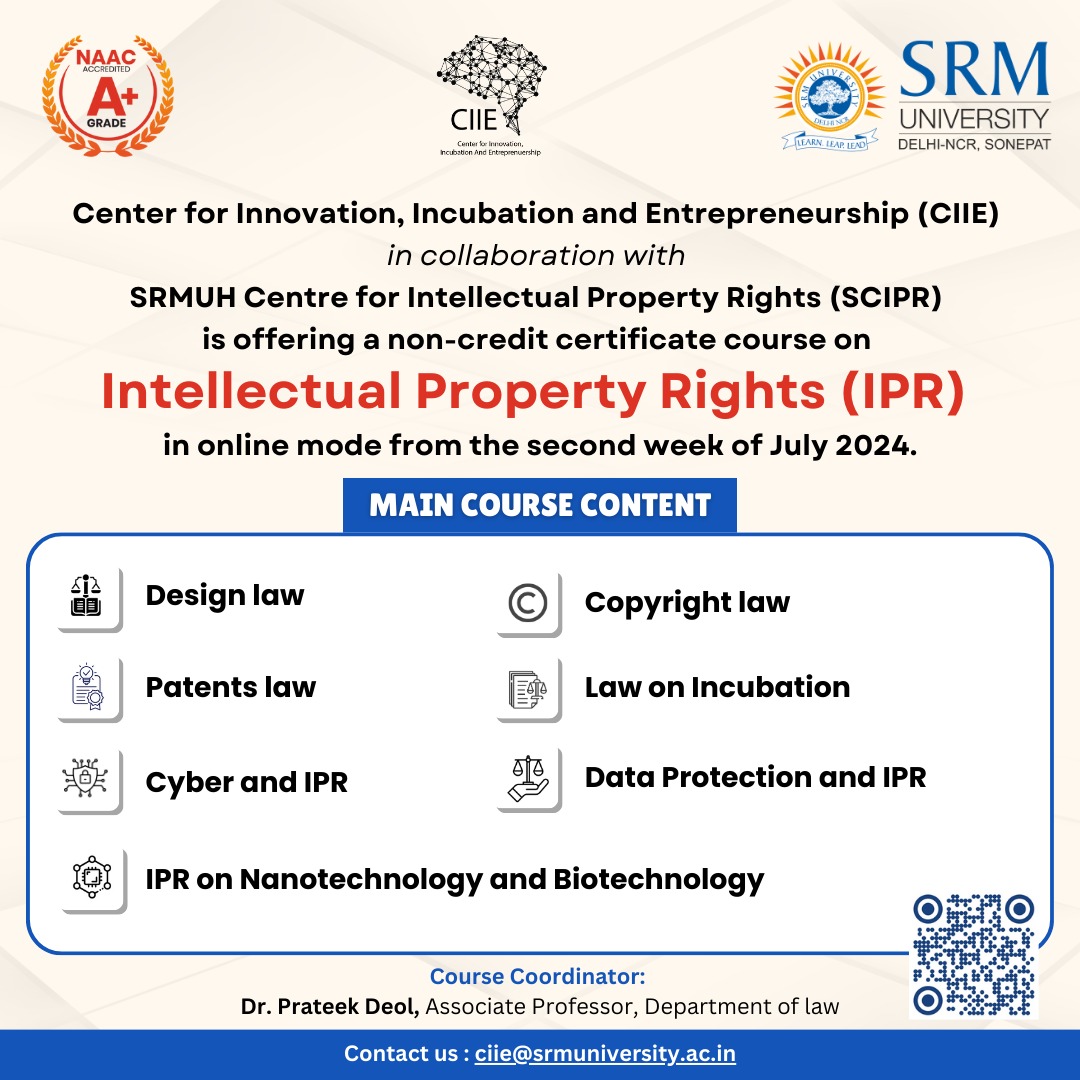 NAAC
ACCREDITED
A+
GRADE
CIIE
Center for Innovation,
Incubation And Entreprenuership
SRM UNIVERSITY
DELHI-NCR
LEARN. LEAP. LEAD
SRM
UNIVERSITY
DELHI-NCR, SONEPAT
Center for Innovation, Incubation and Entrepreneurship (CIIE)
in collaboration with
SRMUH Centre for Intellectual Property Rights (SCIPR)
is offering a non-credit certificate course on
Intellectual Property Rights (IPR)
in online mode from the second week of July 2024.
MAIN COURSE CONTENT
Design law
Copyright law
Patents law
Law on Incubation
Cyber and IPR
Data Protection and IPR
IPR on Nanotechnology and Biotechnology
Course Coordinator:
Dr. Prateek Deol, Associate Professor, Department of law
Contact us : ciie@srmuniversity.ac.in